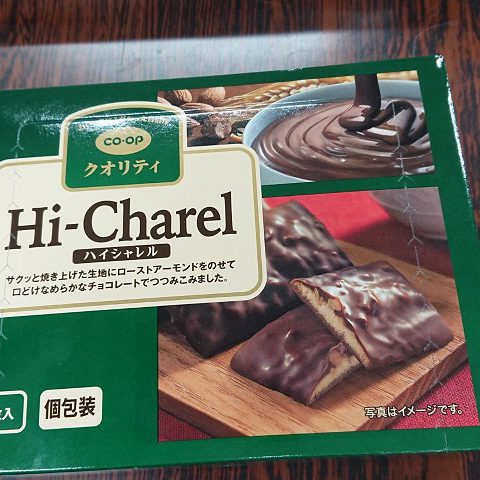 CO·OP
クオリティ
Hi-Charel
ハイシャレル
サクッと焼き上げた生地にローストアーモンドをのせて
口どけなめらかなチョコレートでつつみこみました。
入
個包装
写真はイメージです。